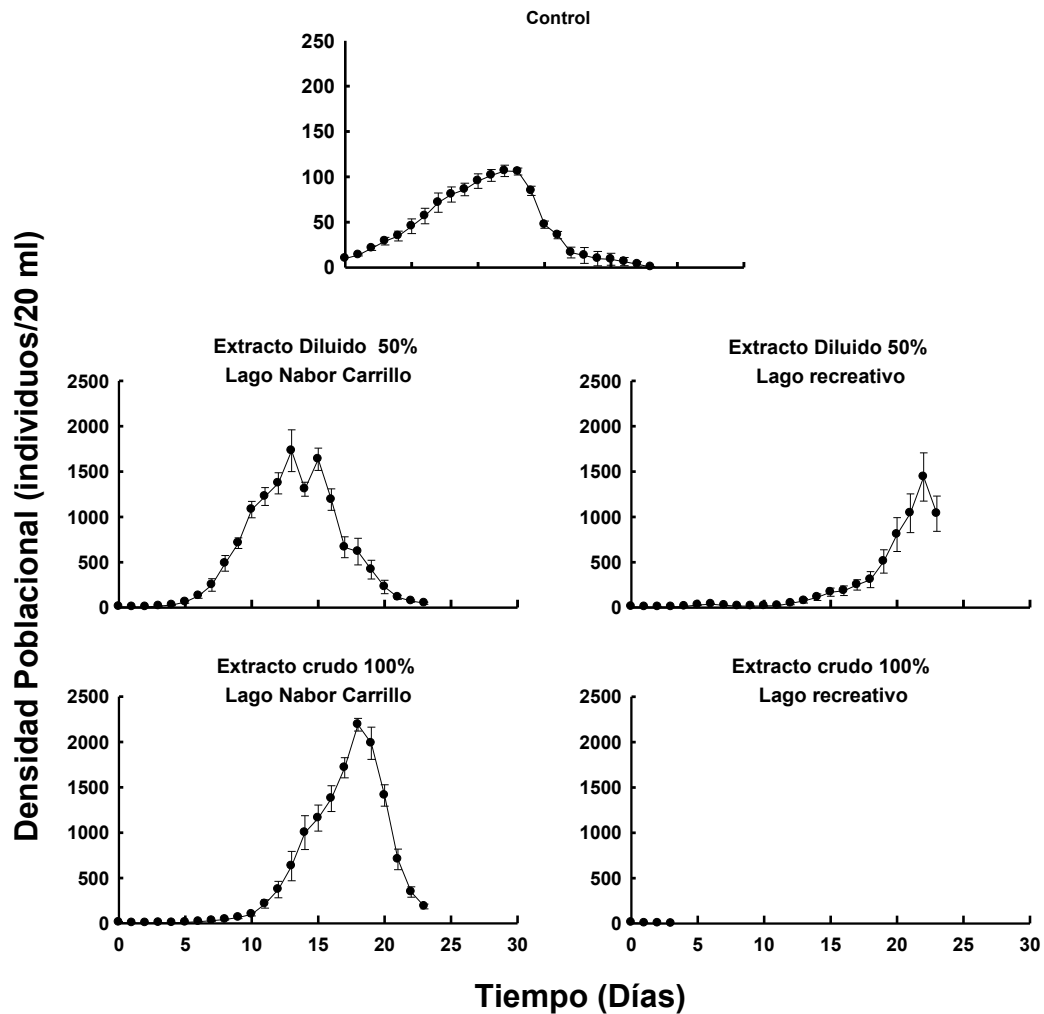 Control
250
200
150
100
50
0
Densidad Poblacional (individuos/20 ml)
Extracto Diluido 50%
Lago Nabor Carrillo
2500
2000
1500
1000
500
0
0 5 10 15 20 25 30
Extracto Diluido 50%
Lago recreativo
2500
2000
1500
1000
500
0
0 5 10 15 20 25 30
Extracto crudo 100%
Lago Nabor Carrillo
2500
2000
1500
1000
500
0
0 5 10 15 20 25 30
Extracto crudo 100%
Lago recreativo
2500
2000
1500
1000
500
0
0 5 10 15 20 25 30
Tiempo (Días)